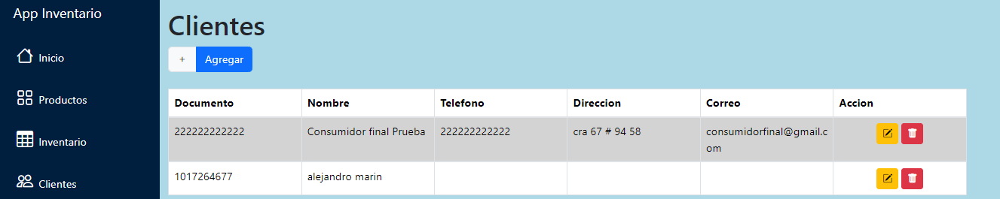 App Inventario
Inicio
Productos
Inventario
Clientes
Clientes
+ Agregar
Documento Nombre Telefono Direccion Correo Accion
222222222222 Consumidor final Prueba 222222222222 cra 67 # 94 58 consumidorfinal@gmail.c
om
1017264677 alejandro marin